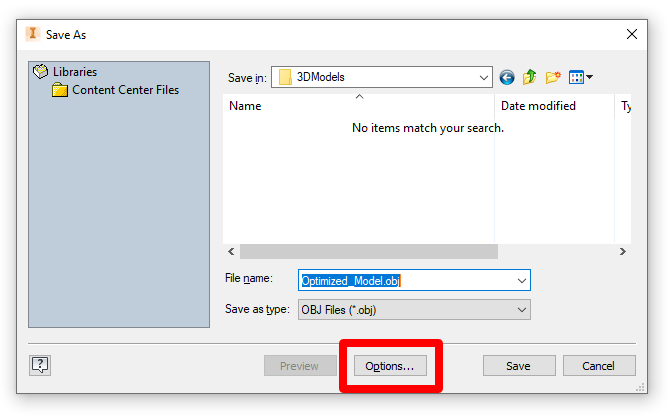 I
Save As
Libraries
Content Center Files
Save in:
3DModels
Name
Date modified
Ty
No items match your search.
File name:
Optimized_Model.obj
Save as type:
OBJ Files (*.obj)
?
Preview
Options...
Save
Cancel